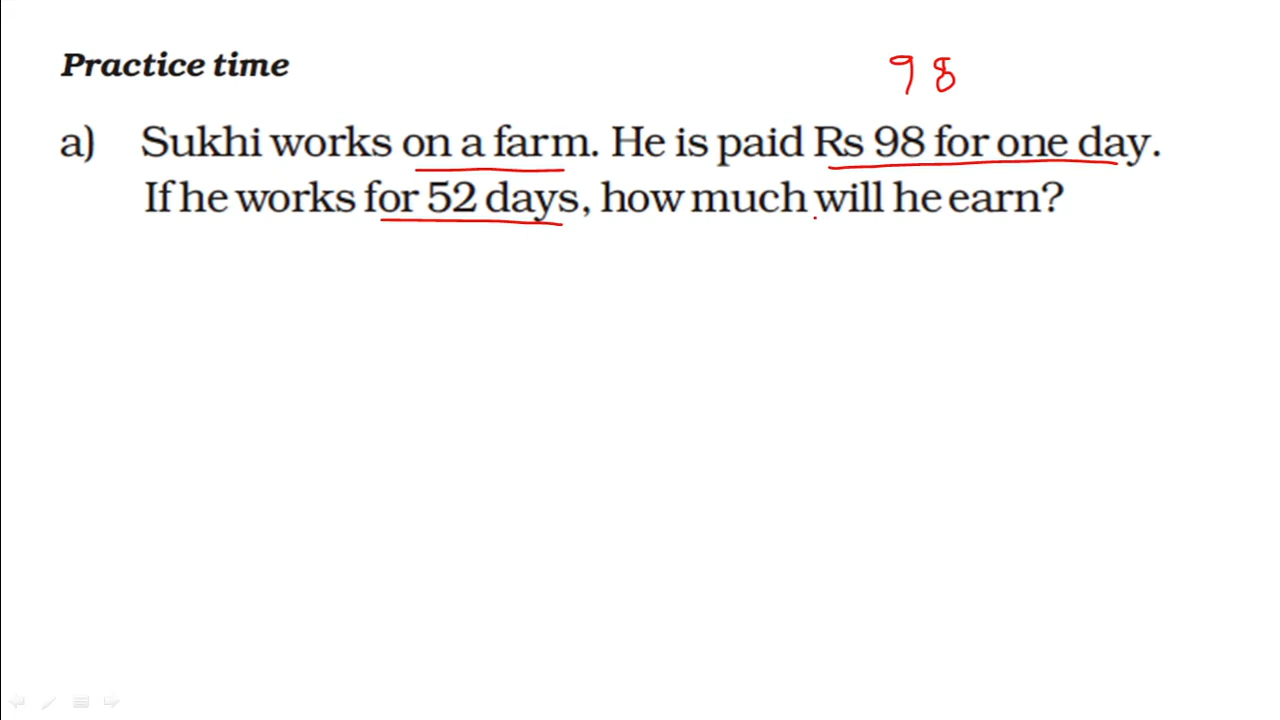 98
Practice time
a) Sukhi works on a farm. He is paid Rs 98 for one day.
If he works for 52 days, how much will he earn?